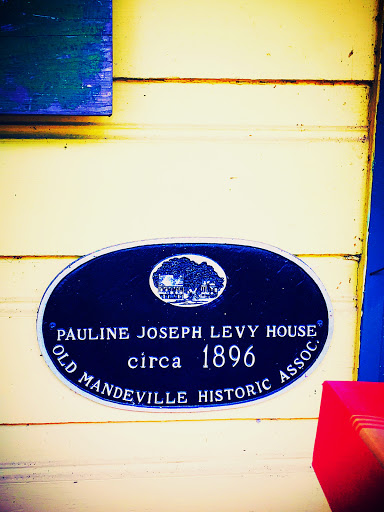 "PAULINE JOSEPH LEVY HOUSE"
circa 1896
OLD MANDEVILLE HISTORIC ASSOC.